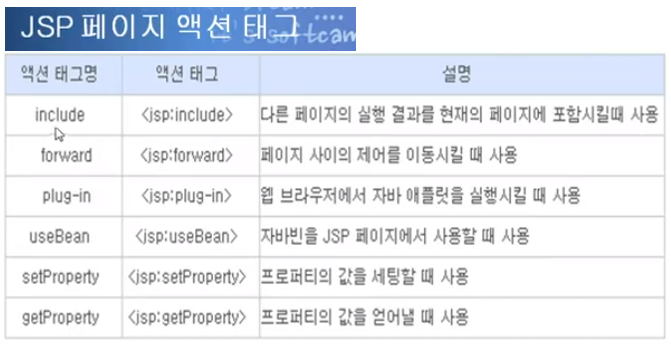 JSP 페이지 액션 태그
액션 태그명 액션 태그 설명
include <jsp:include> 다른 페이지의 실행 결과를 현재의 페이지에 포함시킬때 사용
forward <jsp:forward> 페이지 사이의 제어를 이동시킬 때 사용
plug-in <jsp:plug-in> 웹 브라우저에서 자바 애플릿을 실행시킬 때 사용
useBean <jsp:useBean> 자바빈을 JSP 페이지에서 사용할 때 사용
setProperty <jsp:setProperty> 프로퍼티의 값을 세팅할 때 사용
getProperty <jsp:getProperty> 프로퍼티의 값을 얻어낼 때 사용